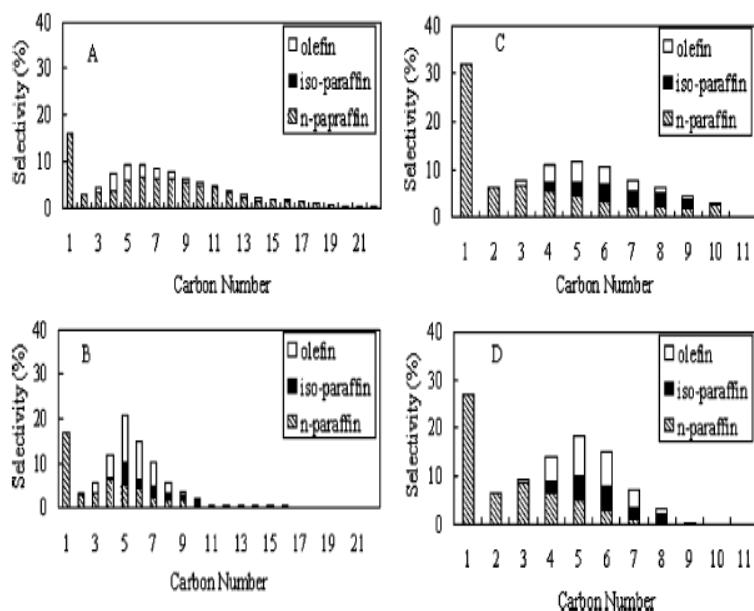 40
30
20
10
0
Selectivity (%)
A
olefin
iso-paraffin
n-papraffin
1 3 5 7 9 11 13 15 17 19 21
Carbon Number
40
30
20
10
0
Selectivity (%)
C
olefin
iso-paraffin
n-paraffin
1 2 3 4 5 6 7 8 9 10 11
Carbon Number
40
30
20
10
0
Selectivity (%)
B
olefin
iso-paraffin
n-paraffin
1 3 5 7 9 11 13 15 17 19 21
Carbon Number
40
30
20
10
0
Selectivity (%)
D
olefin
iso-paraffin
n-paraffin
1 2 3 4 5 6 7 8 9 10 11
Carbon Number